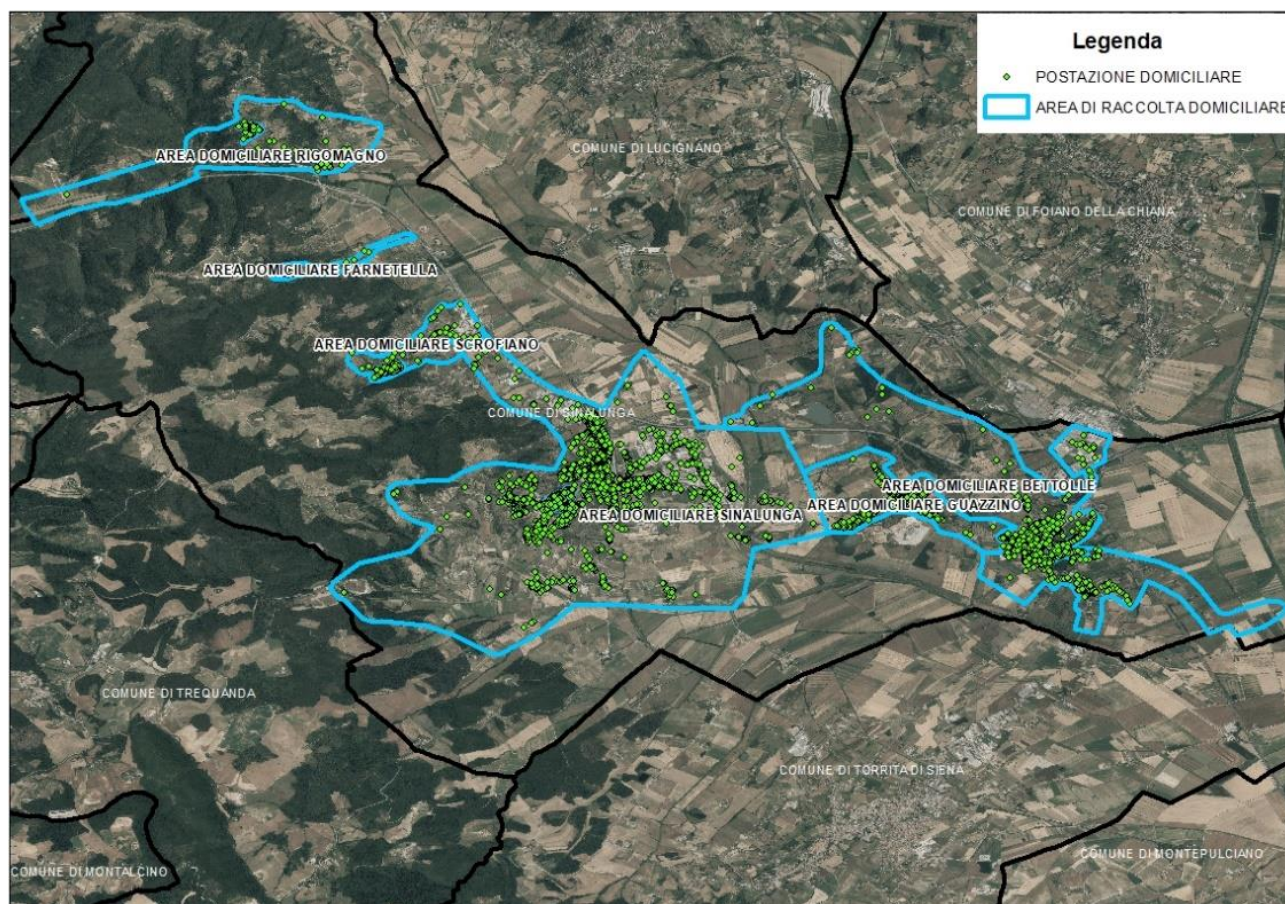 Legenda
POSTAZIONE DOMICILIARE
AREA DI RACCOLTA DOMICILIARE
COMUNE DI LUCIGNANO
AREA DOMICILIARE RIGOMAGNO
COMUNE DI FOIANO DELLA CHIANA
AREA DOMICILIARE FARNETELLA
AREA DOMICILIARE SCROFIANO
COMUNE DI SINALUNGA
AREA DOMICILIARE BETTOLLE
AREA DOMICILIARE GUAZZINO
AREA DOMICILIARE SINALUNGA
COMUNE DI TREQUANDA
COMUNE DI TORRITA DI SIENA
COMUNE DI MONTEPULCIANO
COMUNE DI MONTALCINO